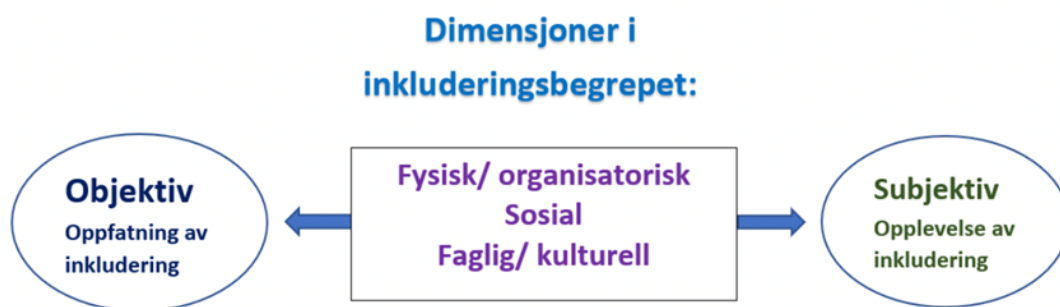 Dimensjoner i
inkluderingsbegrepet:
Objektiv
Oppfatning av
inkludering
Fysisk/ organisatorisk
Sosial
Faglig/ kulturell
Subjektiv
Opplevelse av
inkludering